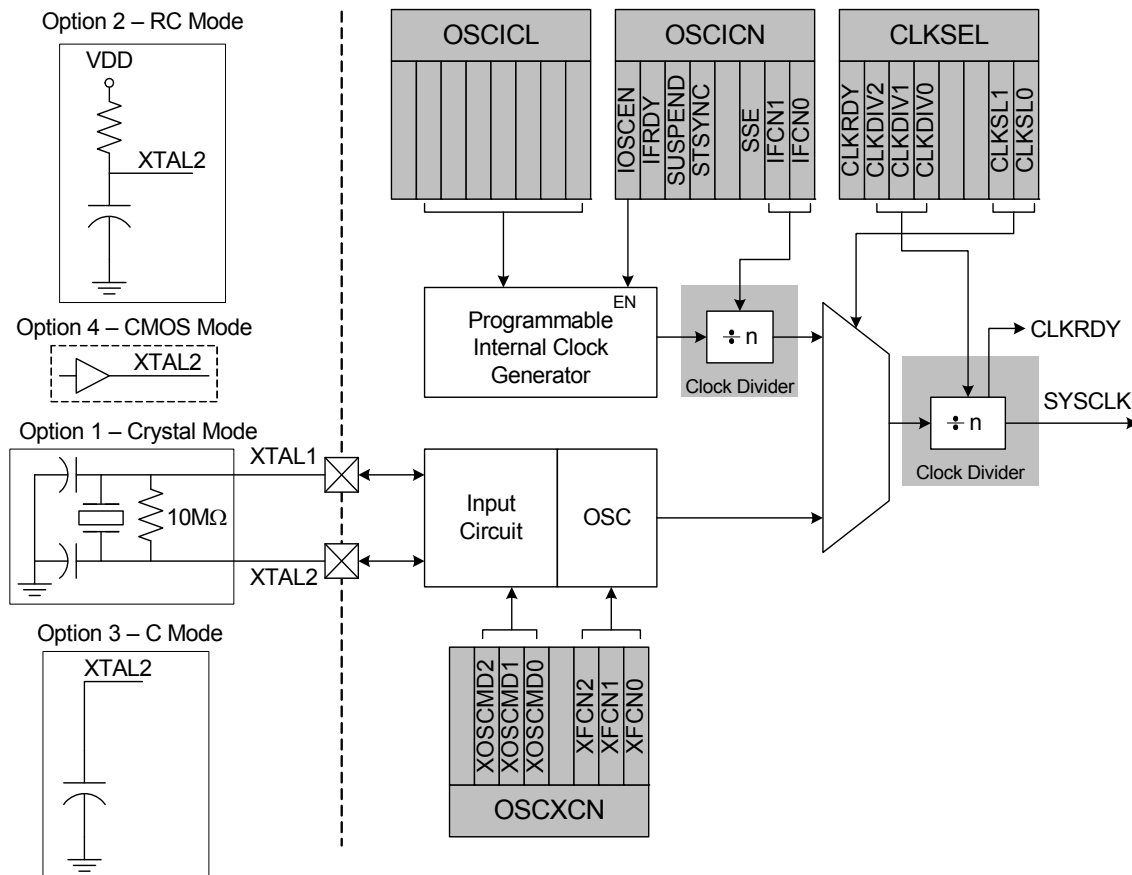 Option 2 – RC Mode
VDD
XTAL2
Option 4 – CMOS Mode
XTAL2
Option 1 – Crystal Mode
XTAL1
10MΩ
XTAL2
Option 3 – C Mode
XTAL2
OSCICL
OSCICN
IOSCEN
IFRDY
SUSPEND
STSYNC
SSE
IFCN1
IFCN0
CLKSEL
CLKRDY
CLKDIV2
CLKDIV1
CLKDIV0
CLKSL1
CLKSL0
EN
Programmable
Internal Clock
Generator
÷ n
Clock Divider
CLKRDY
÷ n
SYSCLK
Clock Divider
Input
Circuit
OSC
XOSCMD2
XOSCMD1
XOSCMD0
XFCN2
XFCN1
XFCN0
OSCXCN